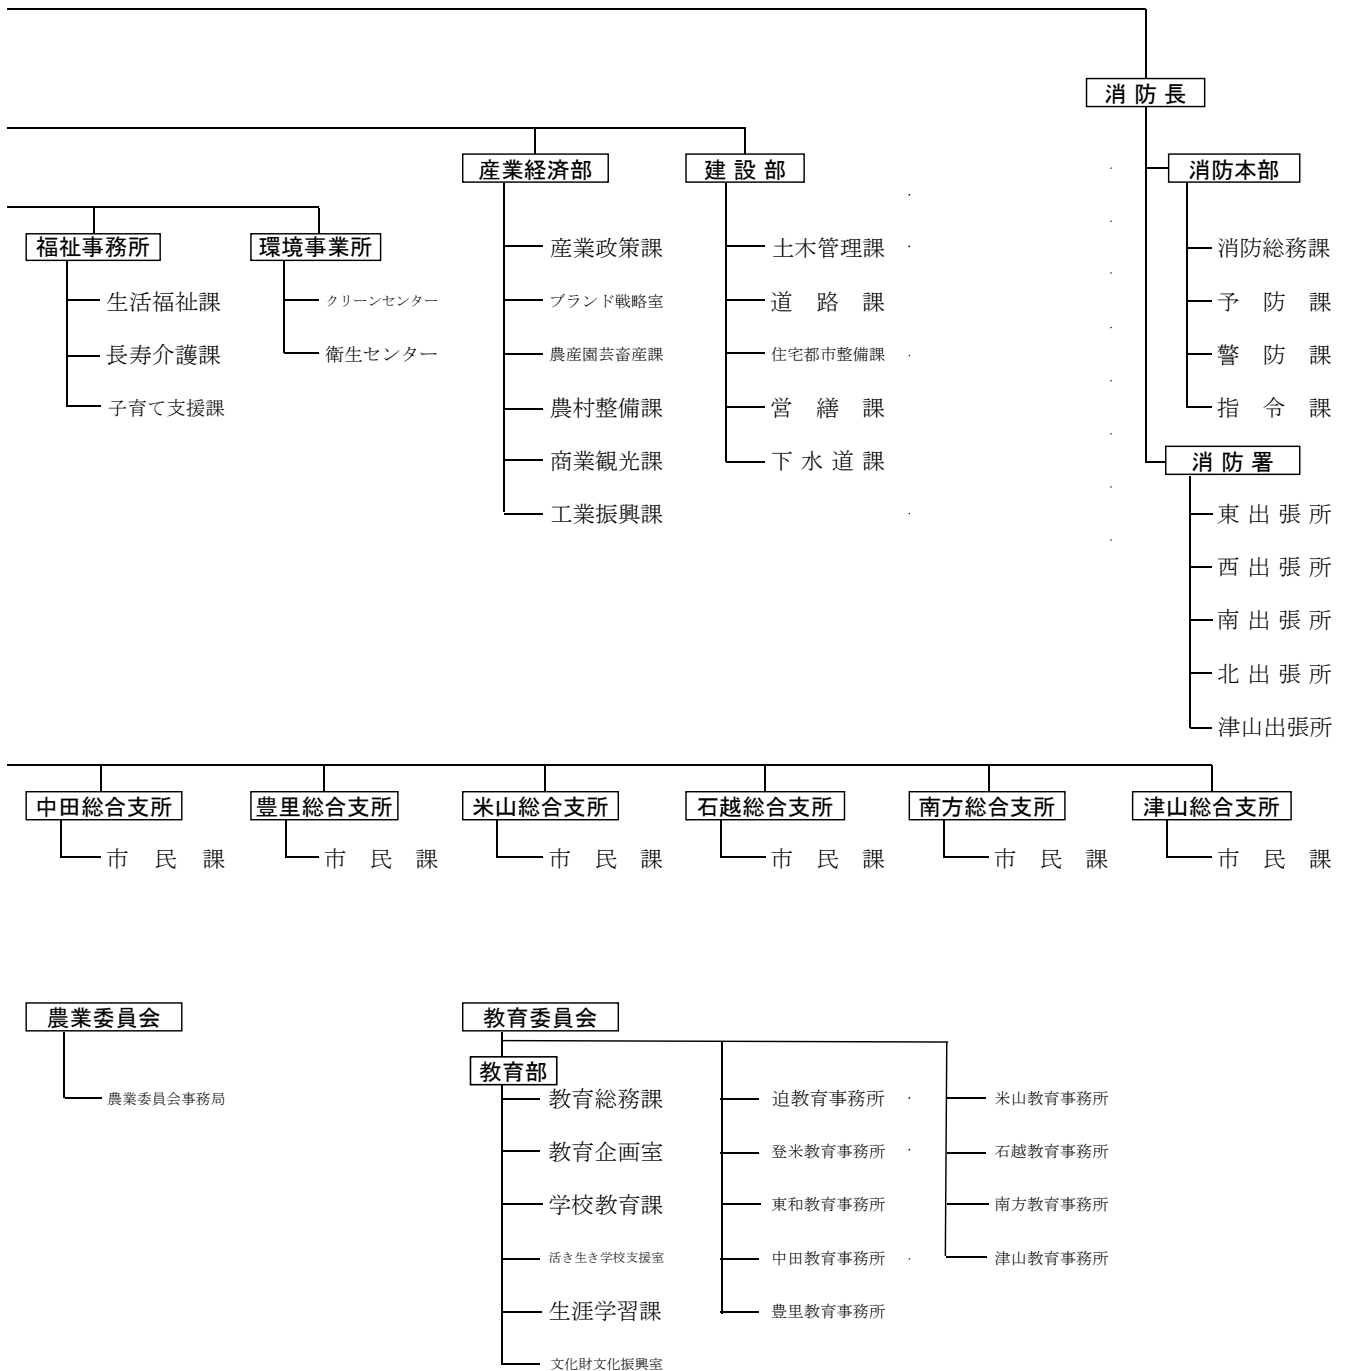 消防長
産業経済部
建設部
消防本部
福祉事務所
環境事業所
産業政策課
土木管理課
消防総務課
生活福祉課
クリーンセンター
ブランド戦略室
道路課
予防課
長寿介護課
衛生センター
農産園芸畜産課
住宅都市整備課
警防課
子育て支援課
農村整備課
営繕課
指令課
商業観光課
下水道課
消防署
工業振興課
東出張所
西出張所
南出張所
北出張所
津山出張所
中田総合支所
豊里総合支所
米山総合支所
石越総合支所
南方総合支所
津山総合支所
市民課
市民課
市民課
市民課
市民課
市民課
農業委員会
教育委員会
教育部
農業委員会事務局
教育総務課
迫教育事務所
米山教育事務所
教育企画室
登米教育事務所
石越教育事務所
学校教育課
東和教育事務所
南方教育事務所
活き生き学校支援室
中田教育事務所
津山教育事務所
生涯学習課
豊里教育事務所
文化財文化振興室